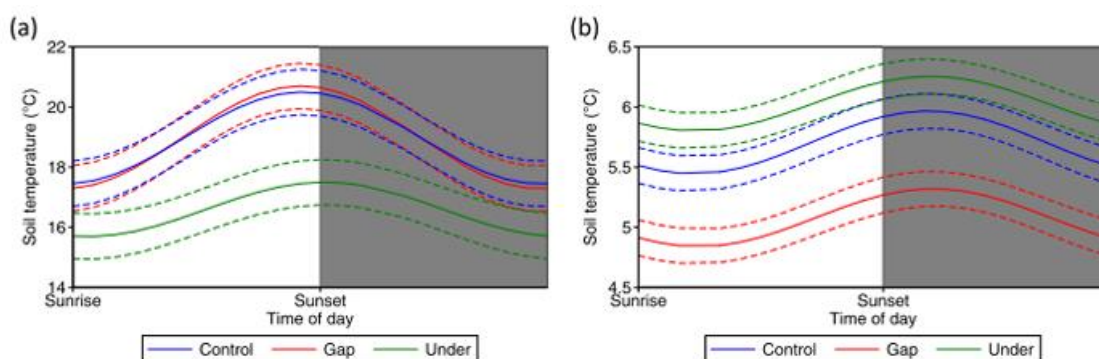 (a)
22
20
18
16
14
Soil temperature (°C)
Sunrise
Sunset
Time of day
Control Gap Under
(b)
6.5
6
5.5
5
4.5
Soil temperature (°C)
Sunrise
Sunset
Time of day
Control Gap Under